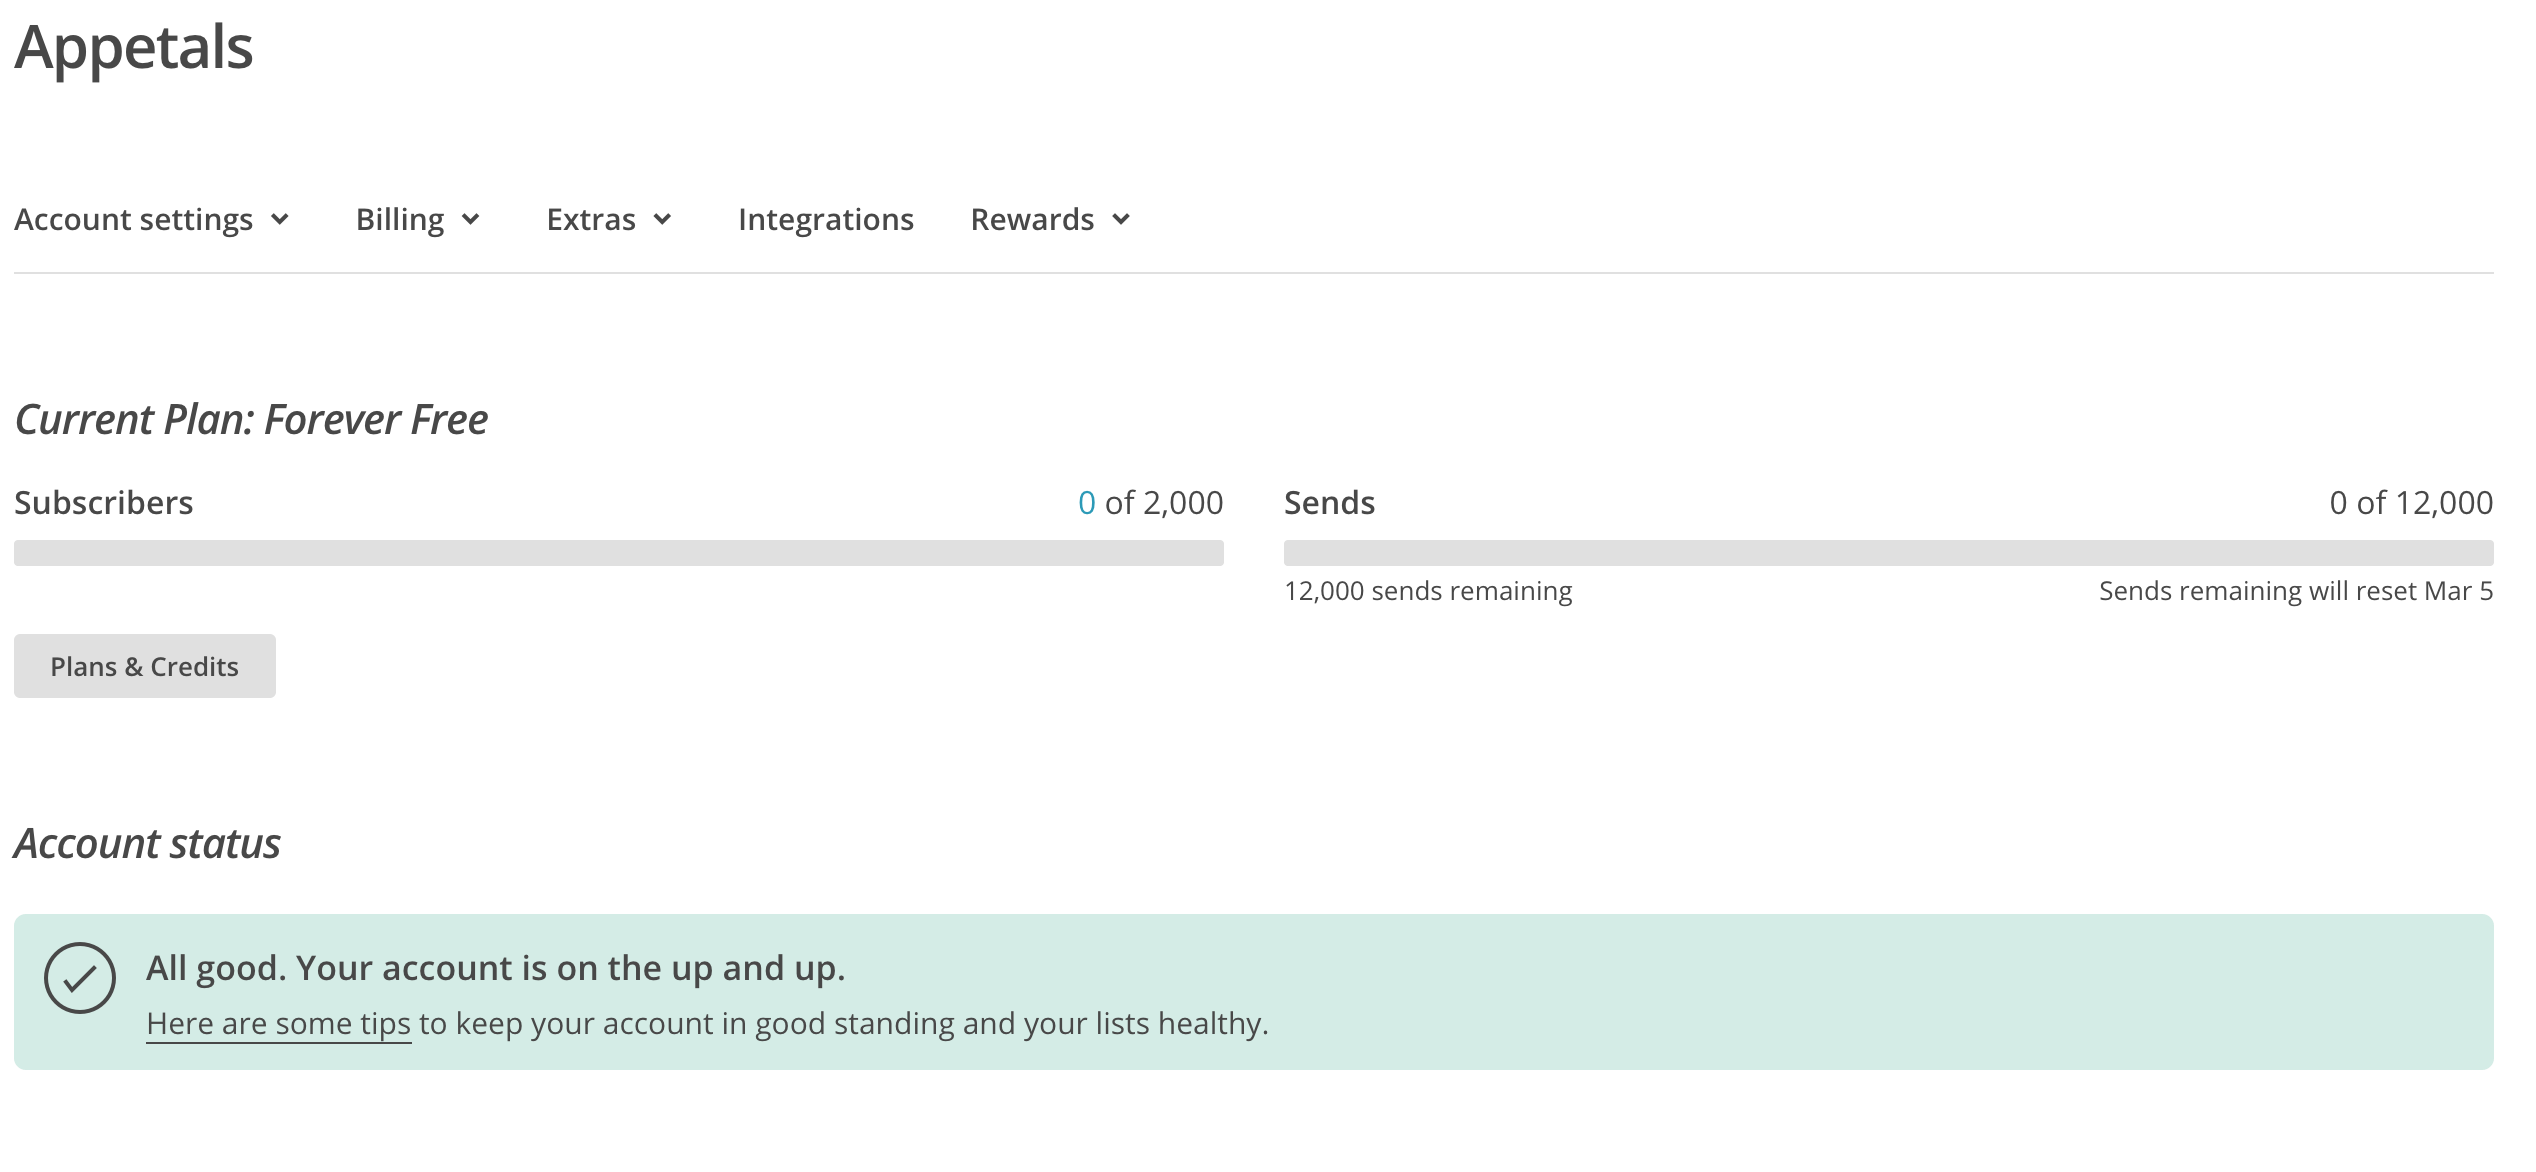 Appetals
Account settings Billing Extras Integrations Rewards
Current Plan: Forever Free
Subscribers 0 of 2,000
Sends 0 of 12,000
12,000 sends remaining Sends remaining will reset Mar 5
Plans & Credits
Account status
All good. Your account is on the up and up.
Here are some tips to keep your account in good standing and your lists healthy.